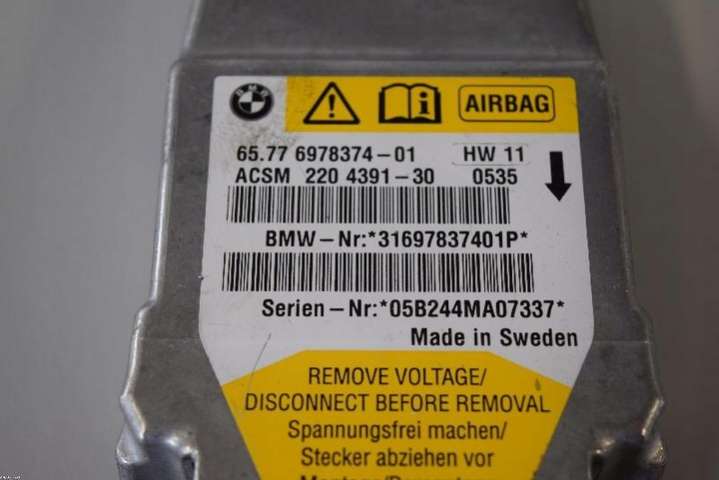 BMW
AIRBAG
65.77 6978374-01 HW 11
ACSM 220 4391-30 0535
BMW-Nr:*31697837401P*
Serien-Nr:*05B244MA07337*
Made in Sweden
REMOVE VOLTAGE/
DISCONNECT BEFORE REMOVAL
Spannungsfrei machen/
Stecker abziehen vor